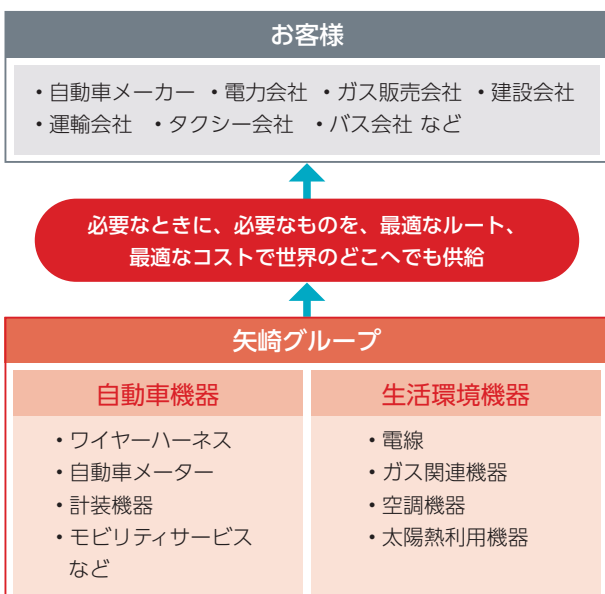 お客様
・自動車メーカー ・電力会社 ・ガス販売会社 ・建設会社
・運輸会社 ・タクシー会社 ・バス会社 など
必要なときに、必要なものを、最適なルート、
最適なコストで世界のどこへでも供給
矢崎グループ
自動車機器
・ワイヤーハーネス
・自動車メーター
・計装機器
・モビリティサービス
など
生活環境機器
・電線
・ガス関連機器
・空調機器
・太陽熱利用機器